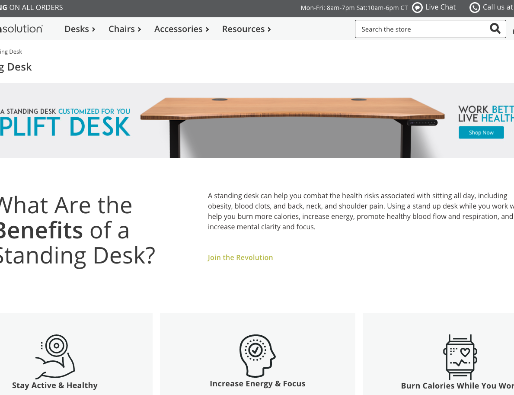 NG ON ALL ORDERS
Mon-Fri: 8am-7pm Sat:10am-6pm CT Live Chat Call us at
nsolution
Desks Chairs Accessories Resources
Search the store
ing Desk
g Desk
A STANDING DESK CUSTOMIZED FOR YOU
PLIFT DESK
WORK BETT
LIVE HEALTH
Shop Now
What Are the
Benefits of a
Standing Desk?
A standing desk can help you combat the health risks associated with sitting all day, including
obesity, blood clots, and back, neck, and shoulder pain. Using a stand up desk while you work w
help you burn more calories, increase energy, promote healthy blood flow and respiration, and
increase mental clarity and focus.
Join the Revolution
Stay Active & Healthy
Increase Energy & Focus
Burn Calories While You Wor